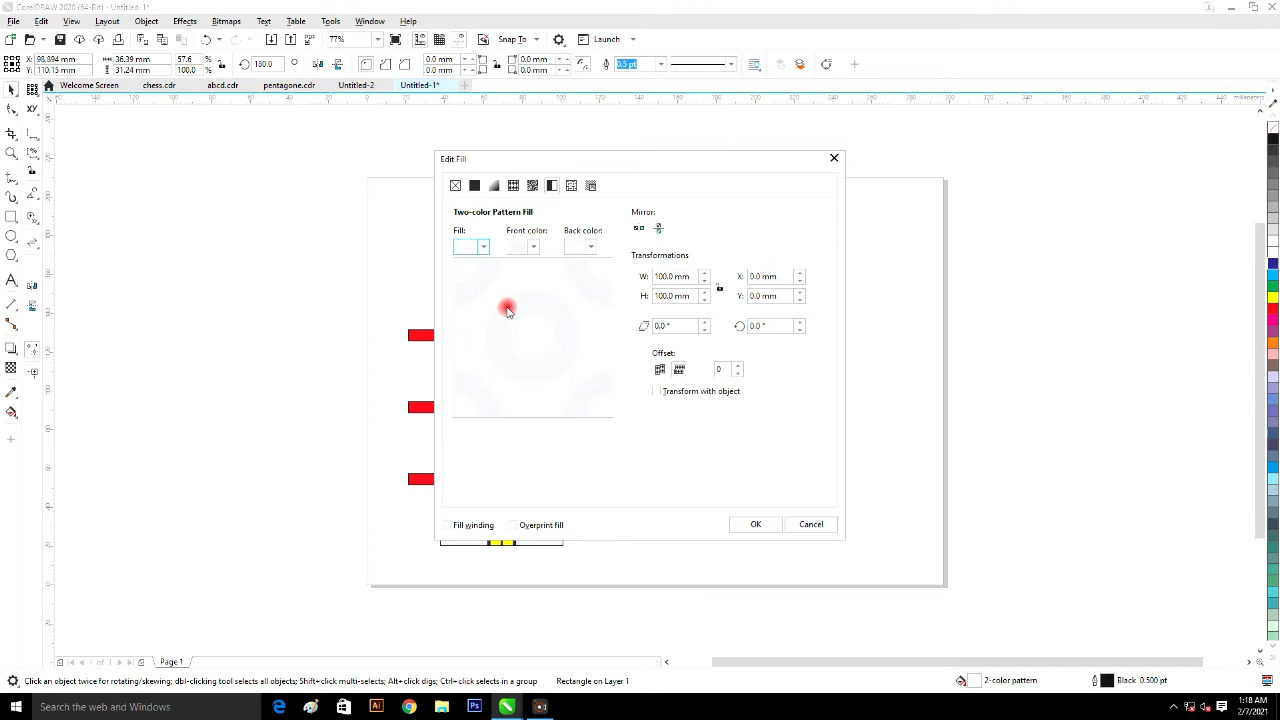 CorelDRAW 2020 (64-Bit) - Untitled-1*
File Edit View Layout Object Effects Bitmaps Text Table Tools Window Help
PDF 77% Snap To Launch
X: 98.894 mm 36.39 mm 57.6 % 180.0 0.0 mm 0.0 mm 0.5 pt
Y: 110.15 mm 31.24 mm 100.0 % 0.0 mm 0.0 mm
Welcome Screen chess.cdr abcd.cdr pentagone.cdr Untitled-2 Untitled-1*
millimeters
Edit Fill
Two-color Pattern Fill Mirror:
Fill: Front color: Back color:
Transformations
W: 100.0 mm X: 0.0 mm
H: 100.0 mm Y: 0.0 mm
0.0 ° 0.0 °
Offset:
0
Transform with object
Fill winding Overprint fill OK Cancel
1 of 1 Page 1
Click an object twice for rotating/skewing; dbl-clicking tool selects all objects; Shift+click multi-selects; Alt+click digs; Ctrl+click selects in a group Rectangle on Layer 1 2-color pattern Black 0.500 pt
Search the web and Windows
1:18 AM
2/7/2021